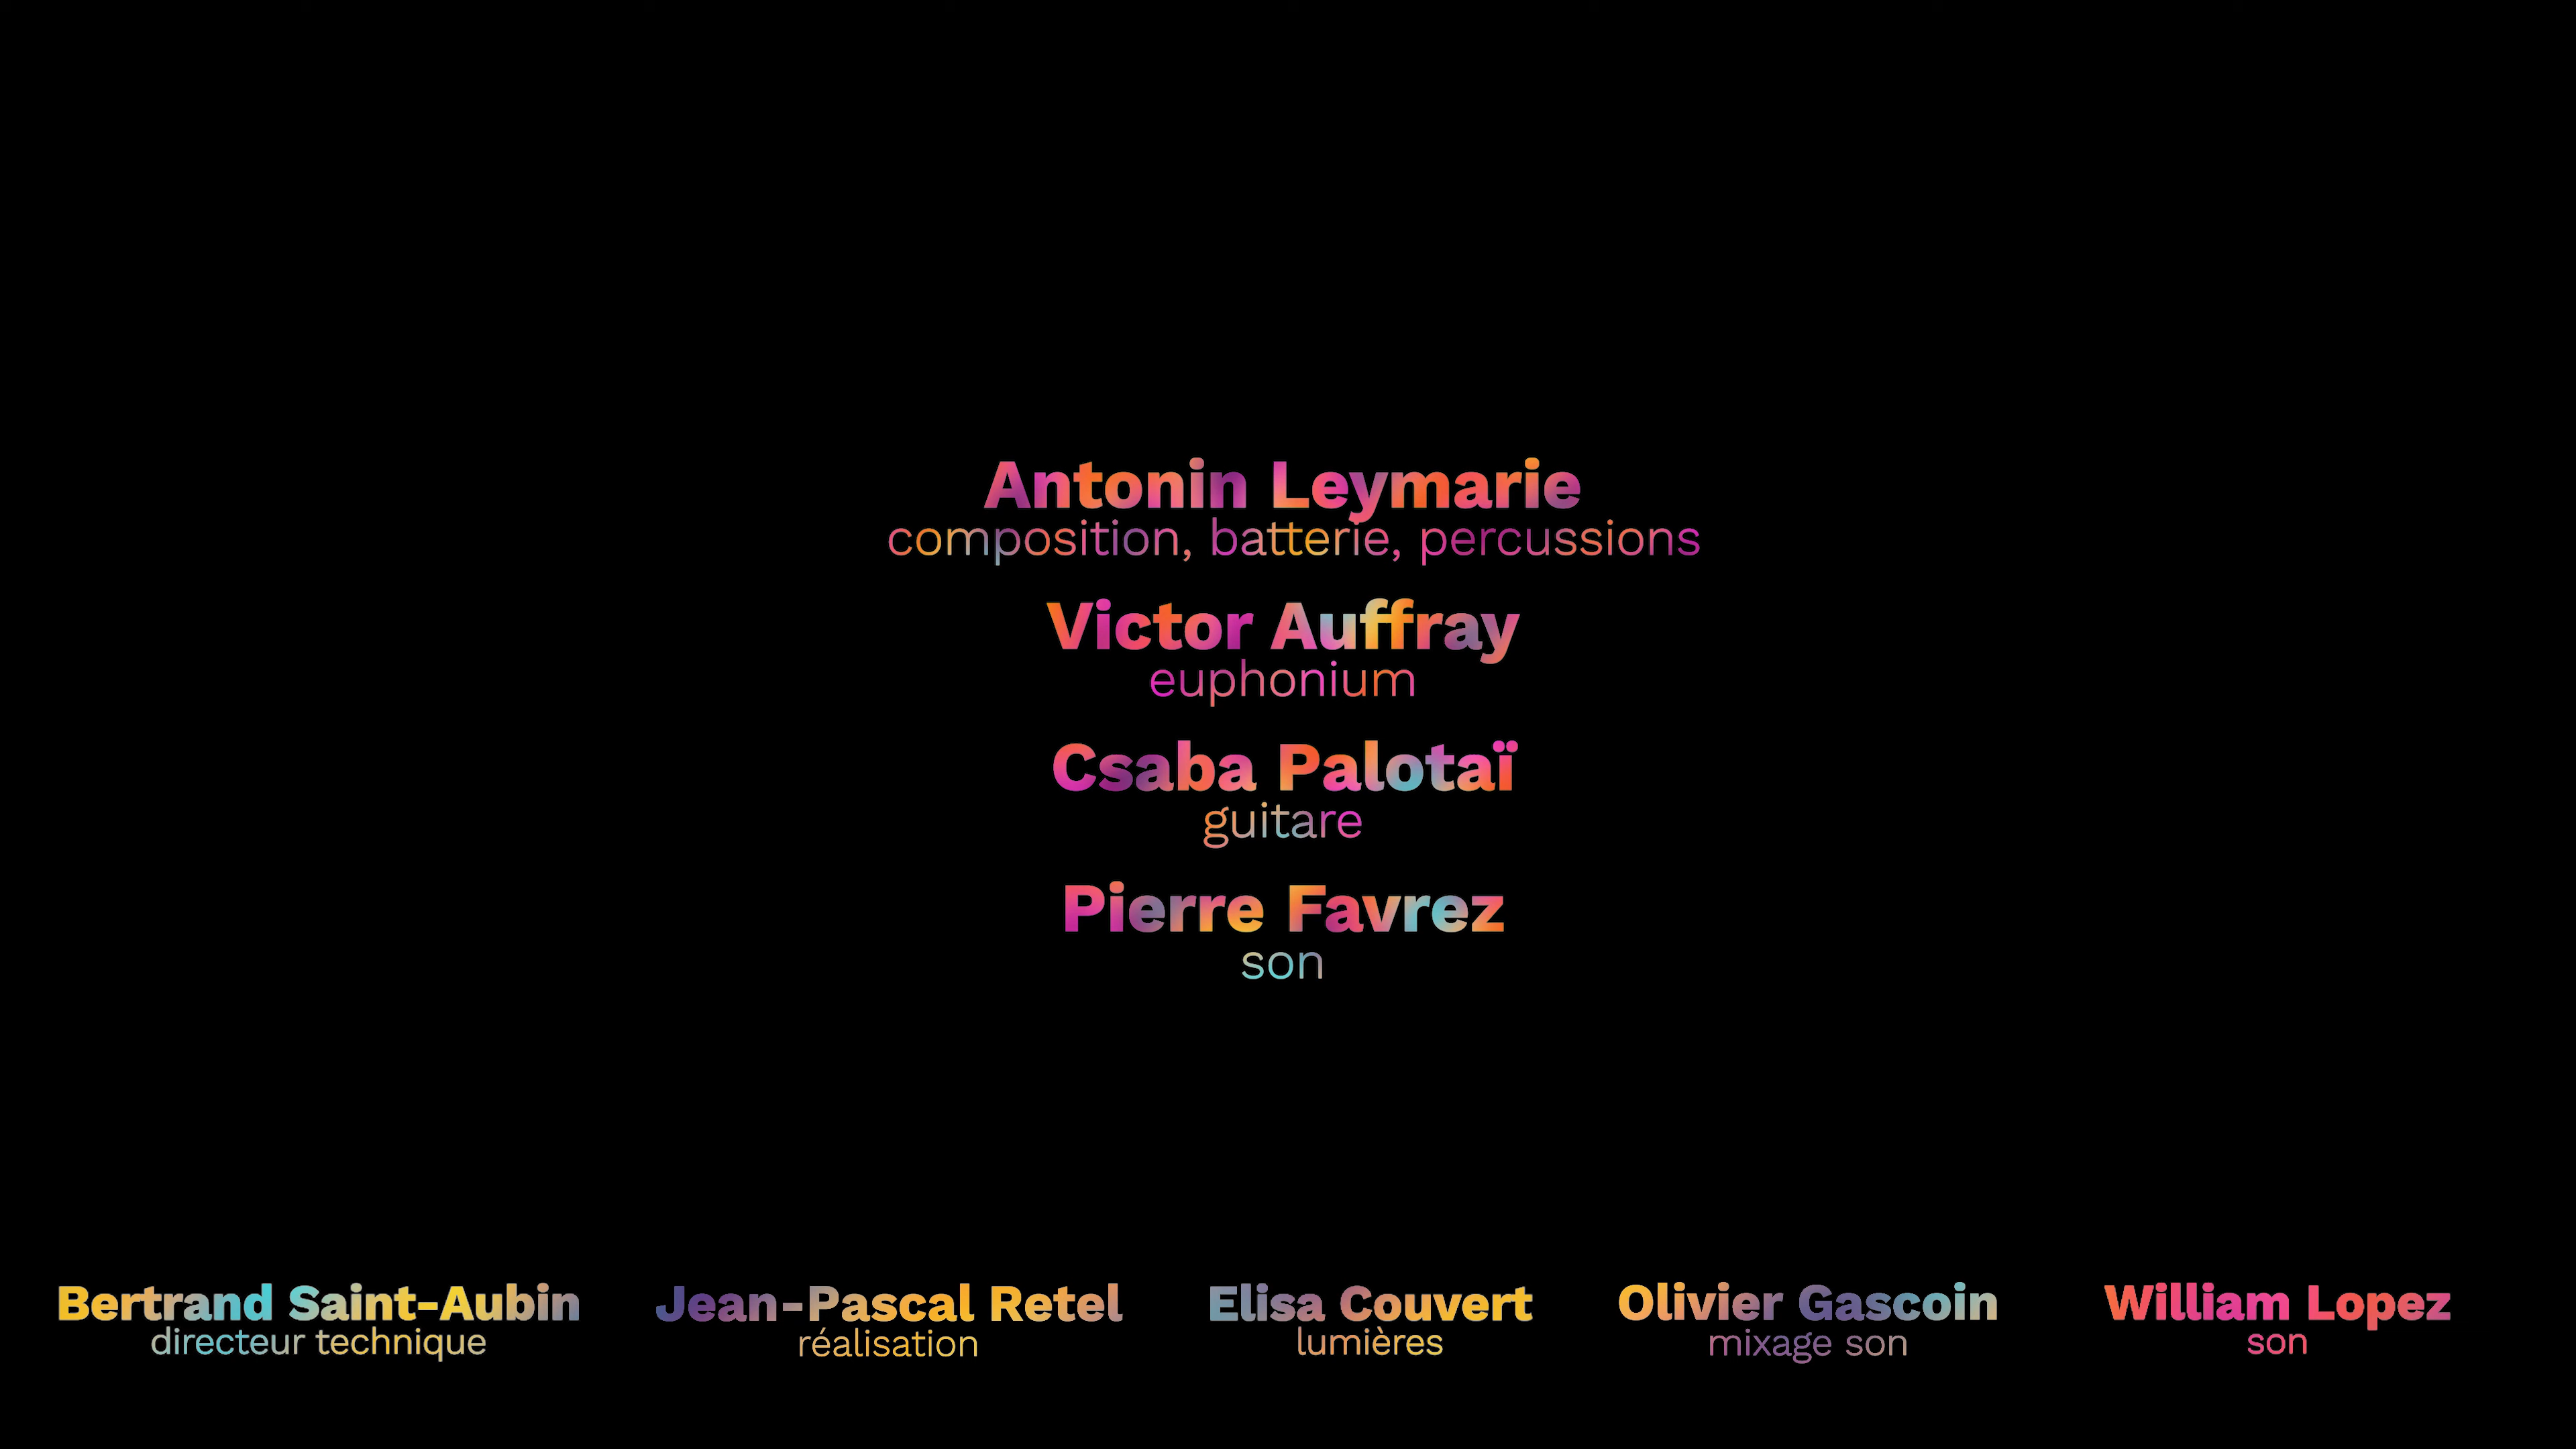 Antonin Leymarie
composition, batterie, percussions
Victor Auffray
euphonium
Csaba Palotaï
guitare
Pierre Favrez
son
Bertrand Saint-Aubin
directeur technique
Jean-Pascal Retel
réalisation
Elisa Couvert
lumières
Olivier Gascoin
mixage son
William Lopez
son